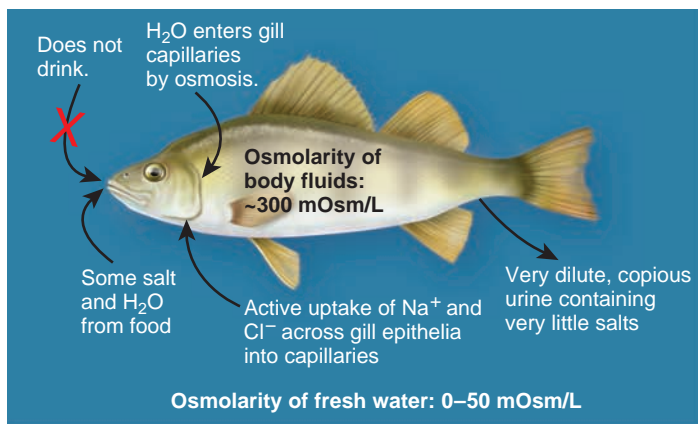 Does not
drink.
H₂O enters gill
capillaries
by osmosis.
X
Osmolarity of
body fluids:
~300 mOsm/L
Some salt
and H₂O
from food
Active uptake of Na⁺ and
Cl⁻ across gill epithelia
into capillaries
Very dilute, copious
urine containing
very little salts
Osmolarity of fresh water: 0–50 mOsm/L